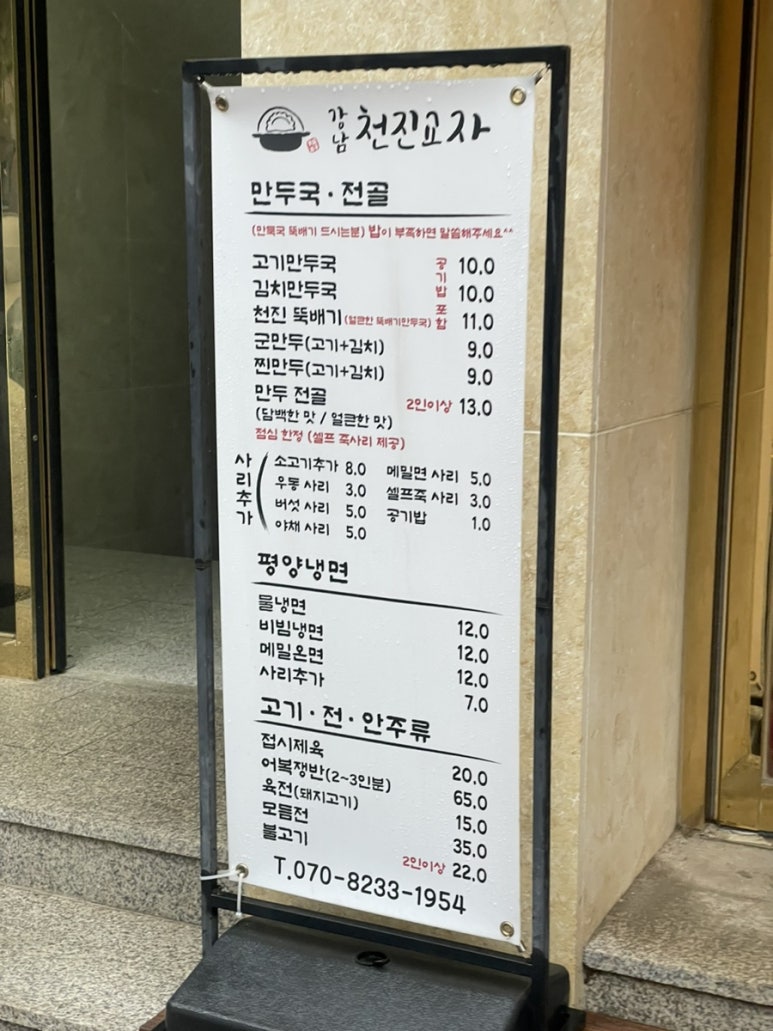 강남 천진교자
만두국·전골
(만뚝국 뚝배기 드시는분) 밥이 부족하면 말씀해주세요^^
고기만두국 10.0
김치만두국 10.0
천진 뚝배기(얼큰한 뚝배기만두국) 11.0
공기밥 포함
군만두(고기+김치) 9.0
찐만두(고기+김치) 9.0
만두 전골 2인이상 13.0
(담백한 맛 / 얼큰한 맛)
점심 한정 (셀프 죽사리 제공)
사리추가
소고기추가 8.0 메밀면 사리 5.0
우동 사리 3.0 셀프죽 사리 3.0
버섯 사리 5.0 공기밥 1.0
야채 사리 5.0
평양냉면
물냉면 12.0
비빔냉면 12.0
메밀온면 12.0
사리추가 7.0
고기·전·안주류
접시제육 20.0
어복쟁반(2~3인분) 65.0
육전(돼지고기) 15.0
모듬전 35.0
불고기 2인이상 22.0
T.070-8233-1954